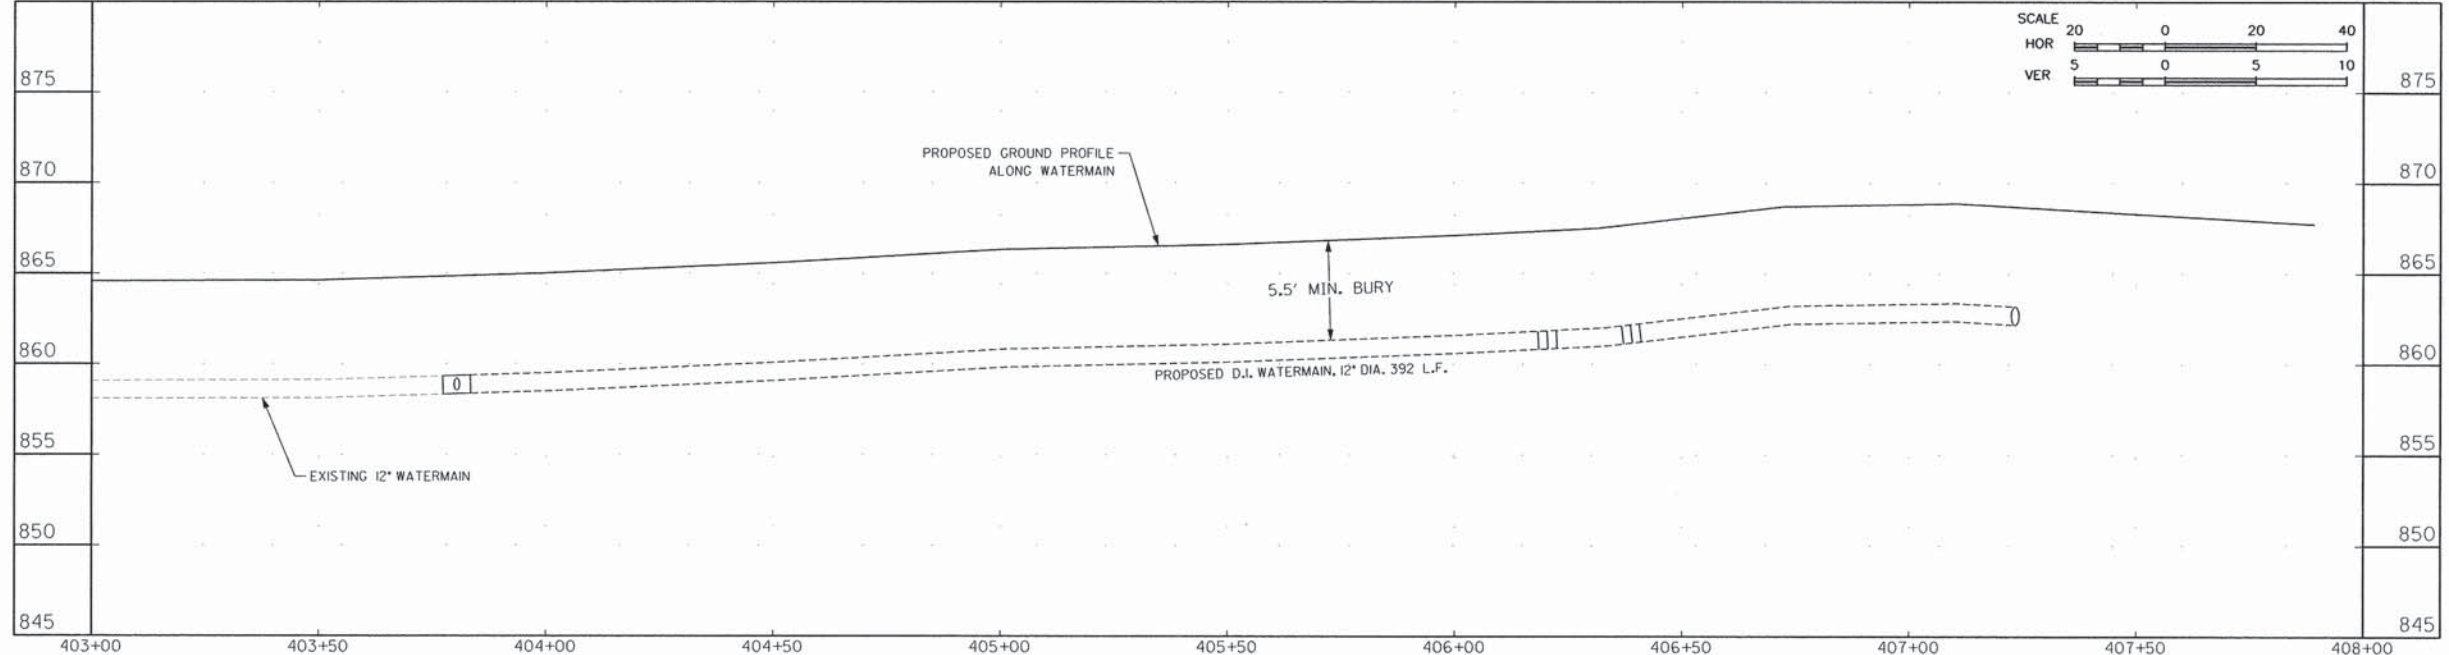 SCALE
20 0 20 40
HOR
5 0 5 10
VER
875 875
PROPOSED GROUND PROFILE
ALONG WATERMAIN
870 870
865 865
5.5' MIN. BURY
860 860
PROPOSED D.I. WATERMAIN, 12" DIA. 392 L.F.
855 855
EXISTING 12" WATERMAIN
850 850
845 845
403+00 403+50 404+00 404+50 405+00 405+50 406+00 406+50 407+00 407+50 408+00